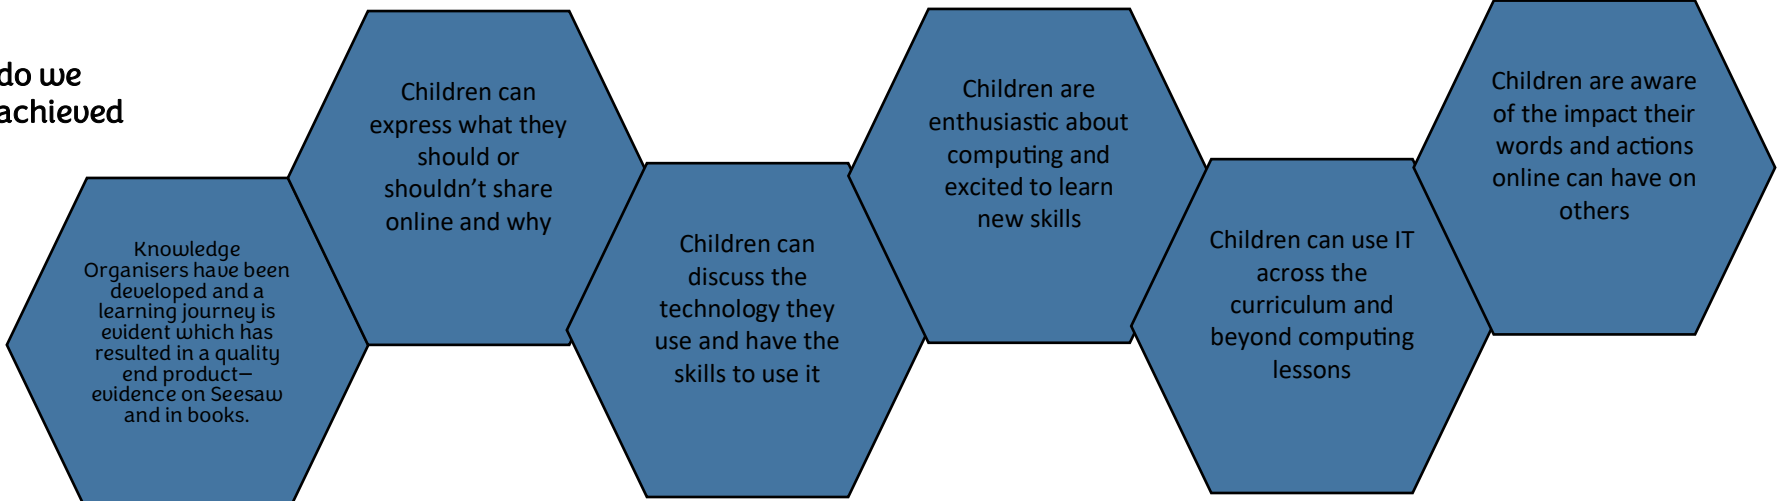 do we
achieved
Knowledge
Organisers have been
developed and a
learning journey is
evident which has
resulted in a quality
end product—
evidence on Seesaw
and in books.
Children can
express what they
should or
shouldn't share
online and why
Children can
discuss the
technology they
use and have the
skills to use it
Children are
enthusiastic about
computing and
excited to learn
new skills
Children can use IT
across the
curriculum and
beyond computing
lessons
Children are aware
of the impact their
words and actions
online can have on
others